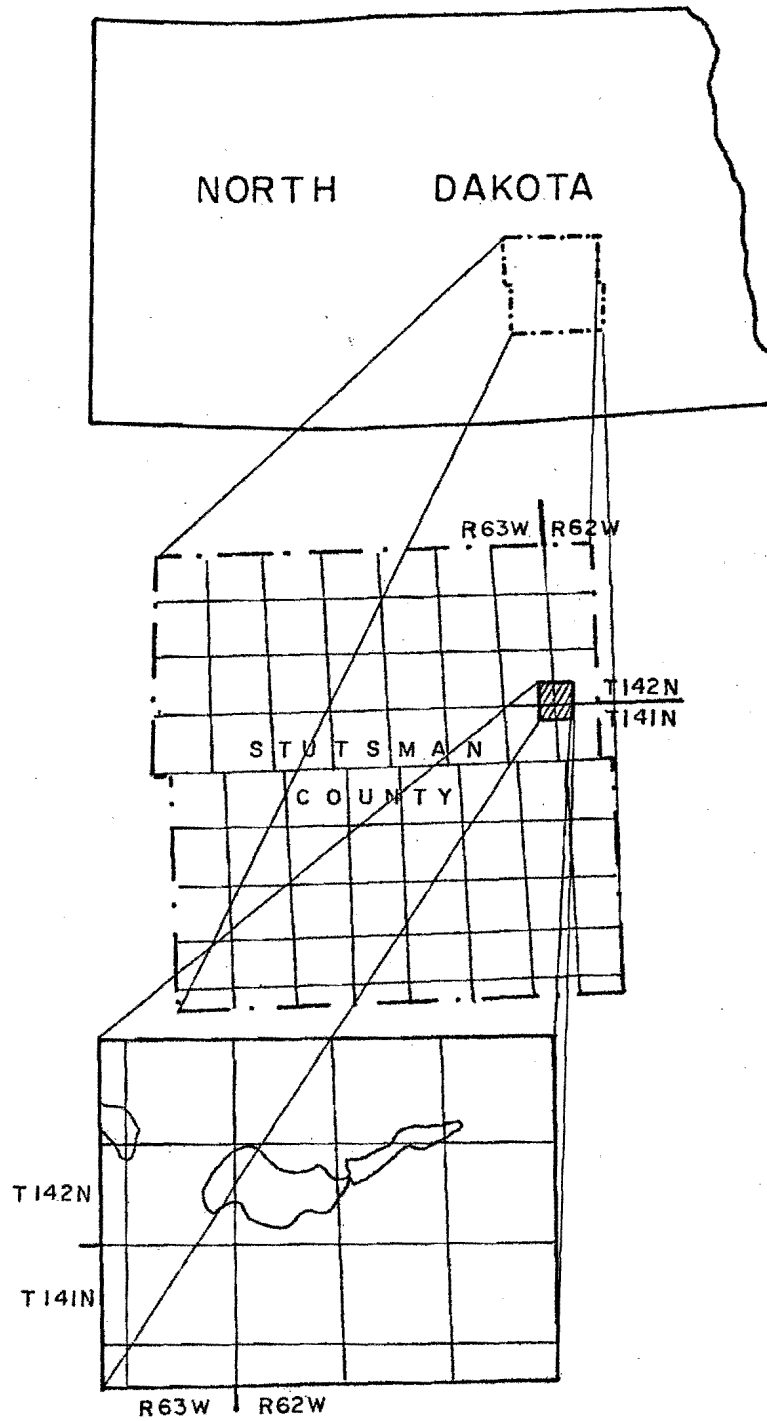 NORTH DAKOTA
R63W R62W
T142N
T141N
STUTSMAN
COUNTY
T142N
T141N
R63W R62W